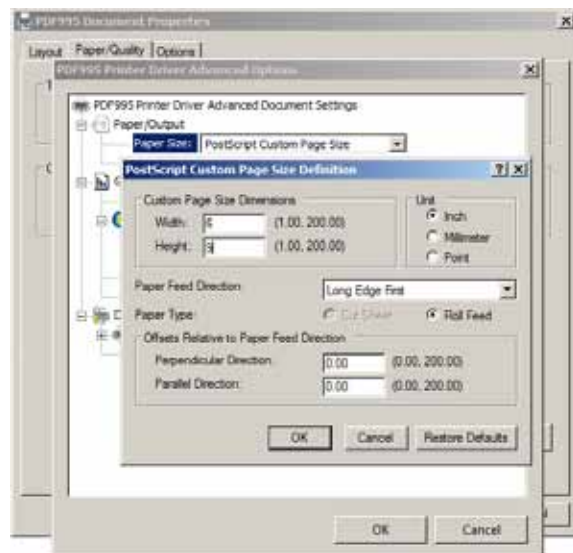 PDF995 Document Properties
Layout Paper/Quality Options
PDF995 Printer Driver Advanced Options
PDF995 Printer Driver Advanced Document Settings
Paper/Output
Paper Size: PostScript Custom Page Size
PostScript Custom Page Size Definition
Custom Page Size Dimensions
Unit
Width: 6 (1.00, 200.00)
Inch
Height: 9 (1.00, 200.00)
Millimeter
Point
Paper Feed Direction: Long Edge First
Paper Type: Cut Sheet Roll Feed
Offsets Relative to Paper Feed Direction
Perpendicular Direction: 0.00 (0.00, 200.00)
Parallel Direction: 0.00 (0.00, 200.00)
OK Cancel Restore Defaults
OK Cancel